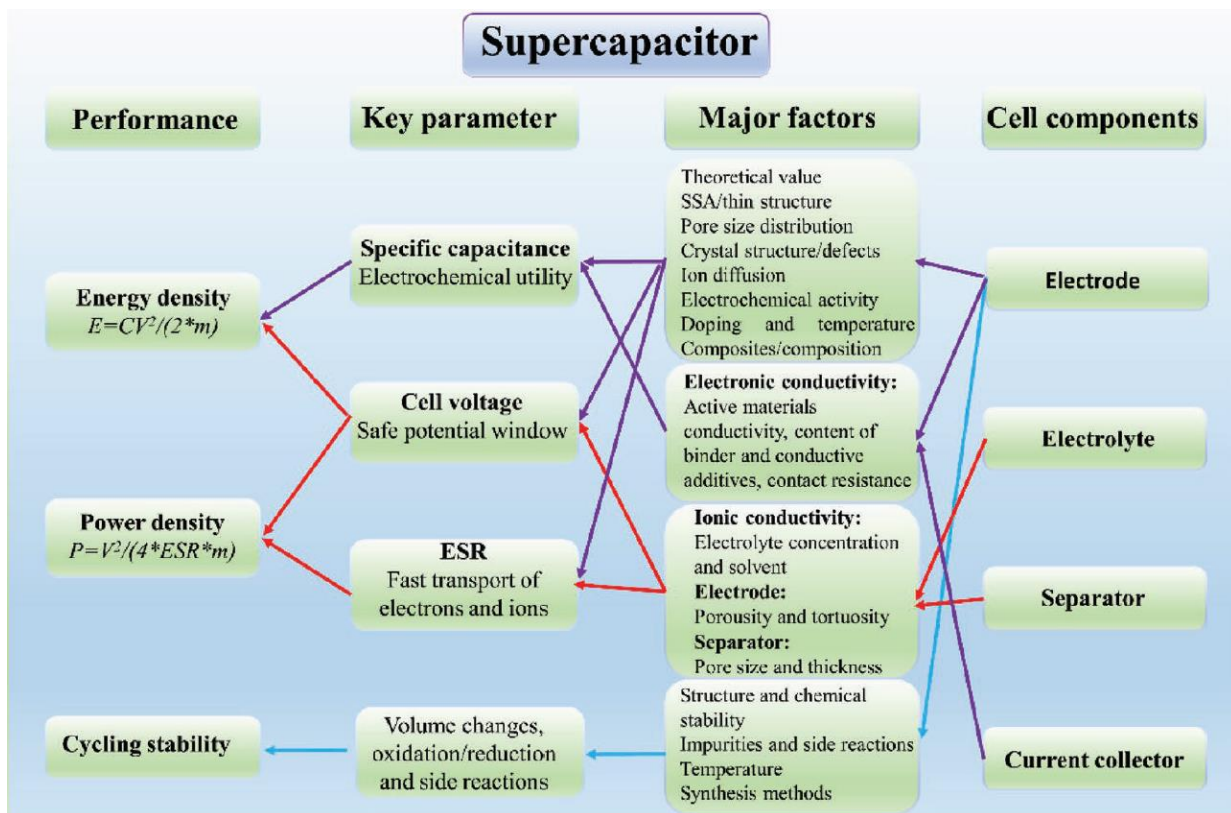 Supercapacitor
Performance
Key parameter
Major factors
Cell components
Energy density
E=CV²/(2*m)
Power density
P=V²/(4*ESR*m)
Cycling stability
Specific capacitance
Electrochemical utility
Cell voltage
Safe potential window
ESR
Fast transport of
electrons and ions
Volume changes,
oxidation/reduction
and side reactions
Theoretical value
SSA/thin structure
Pore size distribution
Crystal structure/defects
Ion diffusion
Electrochemical activity
Doping and temperature
Composites/composition
Electronic conductivity:
Active materials
conductivity, content of
binder and conductive
additives, contact resistance
Ionic conductivity:
Electrolyte concentration
and solvent
Electrode:
Porousity and tortuosity
Separator:
Pore size and thickness
Structure and chemical
stability
Impurities and side reactions
Temperature
Synthesis methods
Electrode
Electrolyte
Separator
Current collector